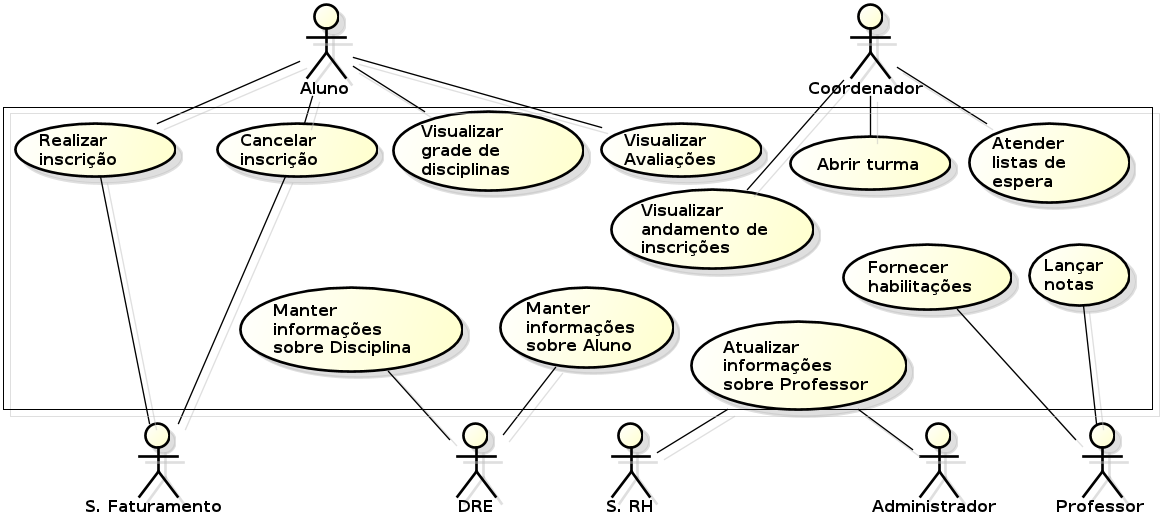 Aluno
Coordenador
Realizar
inscrição
Cancelar
inscrição
Visualizar
grade de
disciplinas
Visualizar
Avaliações
Abrir turma
Atender
listas de
espera
Visualizar
andamento de
inscrições
Fornecer
habilitações
Lançar
notas
Manter
informações
sobre Disciplina
Manter
informações
sobre Aluno
Atualizar
informações
sobre Professor
S. Faturamento
DRE
S. RH
Administrador
Professor